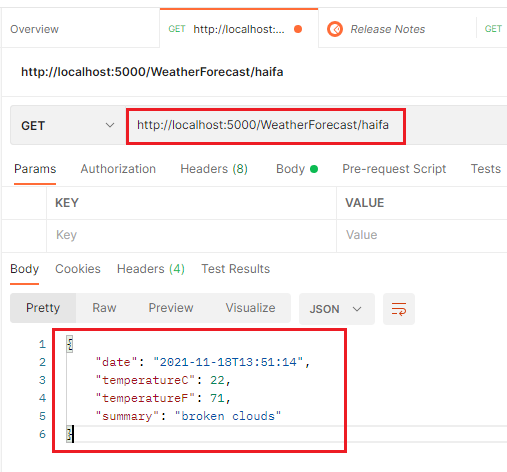 Overview GET http://localhost:... Release Notes GET
http://localhost:5000/WeatherForecast/haifa
GET http://localhost:5000/WeatherForecast/haifa
Params Authorization Headers (8) Body Pre-request Script Tests
KEY VALUE
Key Value
Body Cookies Headers (4) Test Results
Pretty Raw Preview Visualize JSON
1 {
2 "date": "2021-11-18T13:51:14",
3 "temperatureC": 22,
4 "temperatureF": 71,
5 "summary": "broken clouds"
6 }